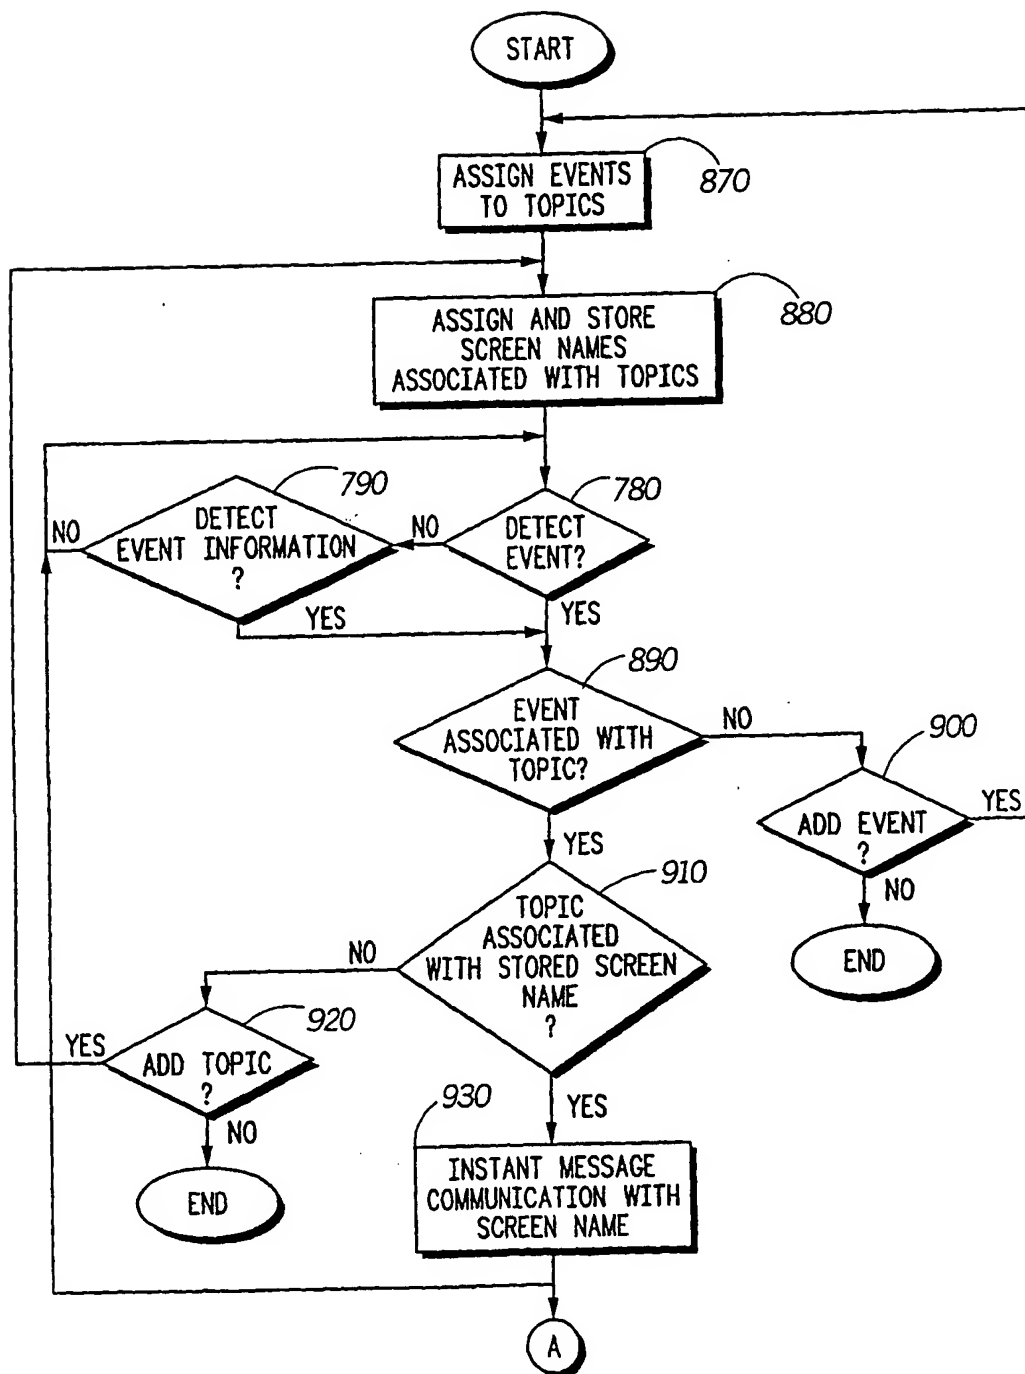 START
ASSIGN EVENTS
TO TOPICS
870
ASSIGN AND STORE
SCREEN NAMES
ASSOCIATED WITH TOPICS
880
DETECT
EVENT INFORMATION
?
790
NO
YES
DETECT
EVENT?
780
NO
YES
EVENT
ASSOCIATED WITH
TOPIC?
890
NO
YES
ADD EVENT
?
900
YES
NO
END
TOPIC
ASSOCIATED
WITH STORED SCREEN
NAME
?
910
NO
YES
ADD TOPIC
?
920
YES
NO
END
930
INSTANT MESSAGE
COMMUNICATION WITH
SCREEN NAME
A